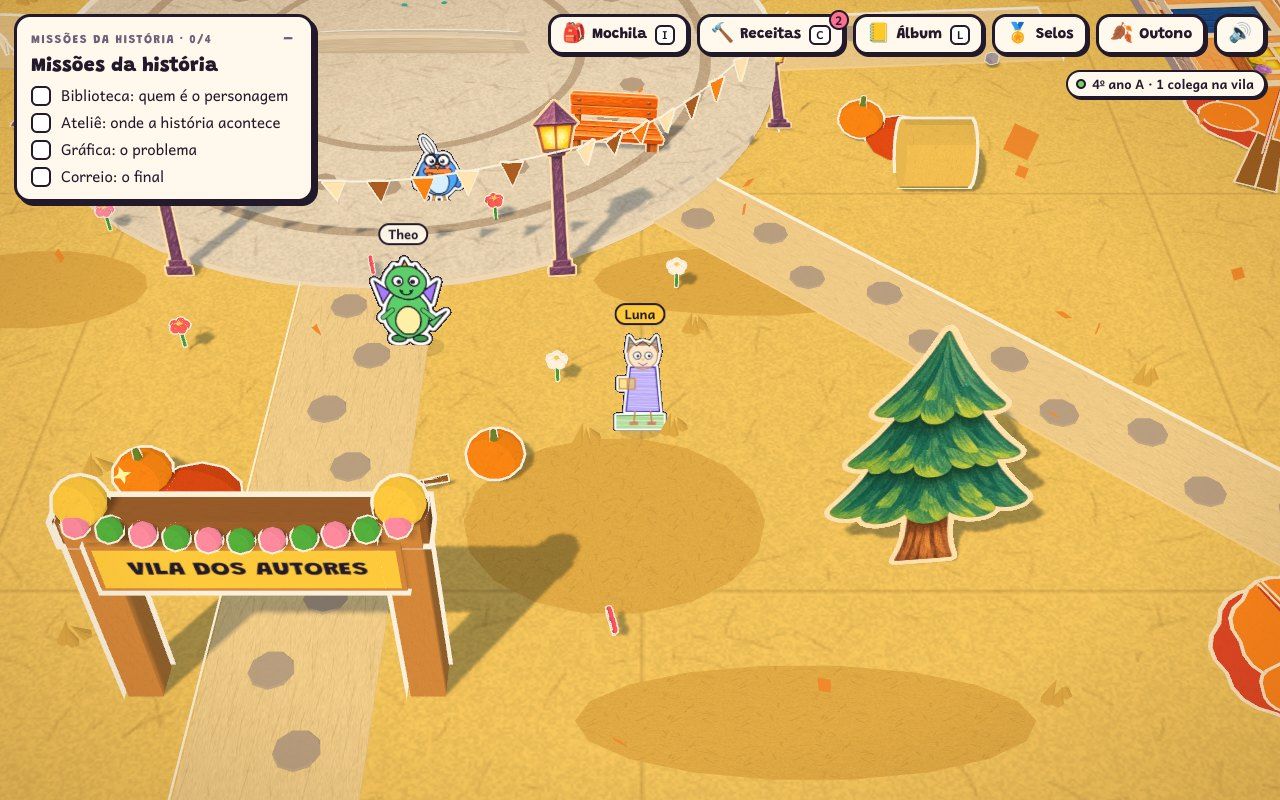 MISSÕES DA HISTÓRIA · 0/4
Missões da história
Biblioteca: quem é o personagem
Ateliê: onde a história acontece
Gráfica: o problema
Correio: o final
Mochila I
Receitas C 2
Álbum L
Selos
Outono
4º ano A · 1 colega na vila
Theo
Luna
VILA DOS AUTORES